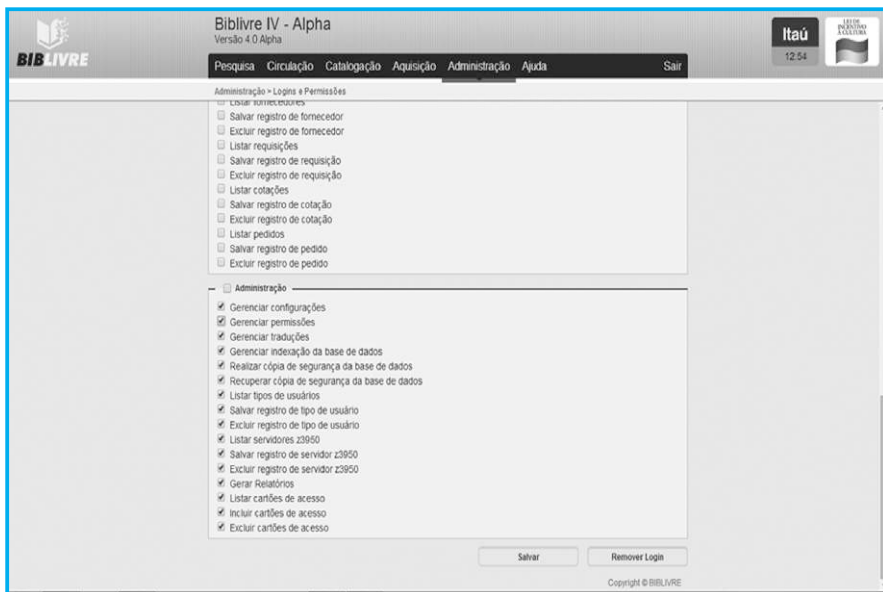 BIBLIVRE
Biblivre IV - Alpha
Versão 4.0 Alpha
Itaú
12:54
LEI DE
INCENTIVO
À CULTURA
Pesquisa Circulação Catalogação Aquisição Administração Ajuda Sair
Administração > Logins e Permissões
Listar fornecedores
Salvar registro de fornecedor
Excluir registro de fornecedor
Listar requisições
Salvar registro de requisição
Excluir registro de requisição
Listar cotações
Salvar registro de cotação
Excluir registro de cotação
Listar pedidos
Salvar registro de pedido
Excluir registro de pedido
Administração
Gerenciar configurações
Gerenciar permissões
Gerenciar traduções
Gerenciar indexação da base de dados
Realizar cópia de segurança da base de dados
Recuperar cópia de segurança da base de dados
Listar tipos de usuários
Salvar registro de tipo de usuário
Excluir registro de tipo de usuário
Listar servidores z3950
Salvar registro de servidor z3950
Excluir registro de servidor z3950
Gerar Relatórios
Listar cartões de acesso
Incluir cartões de acesso
Excluir cartões de acesso
Salvar Remover Login
Copyright © BIBLIVRE